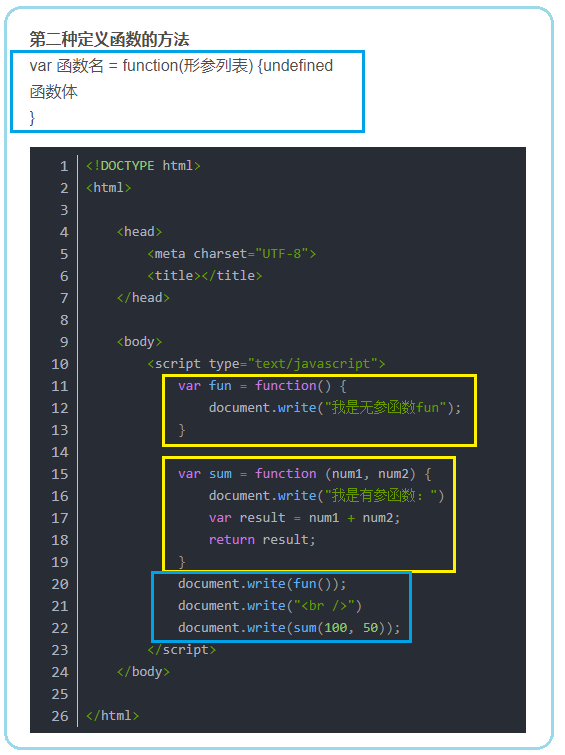 第二种定义函数的方法
var 函数名 = function(形参列表) {undefined
函数体
}
1 <!DOCTYPE html>
2 <html>
3
4 <head>
5 <meta charset="UTF-8">
6 <title></title>
7 </head>
8
9 <body>
10 <script type="text/javascript">
11 var fun = function() {
12 document.write("我是无参函数fun");
13 }
14
15 var sum = function (num1, num2) {
16 document.write("我是有参函数：")
17 var result = num1 + num2;
18 return result;
19 }
20 document.write(fun());
21 document.write("<br />")
22 document.write(sum(100, 50));
23 </script>
24 </body>
25
26 </html>